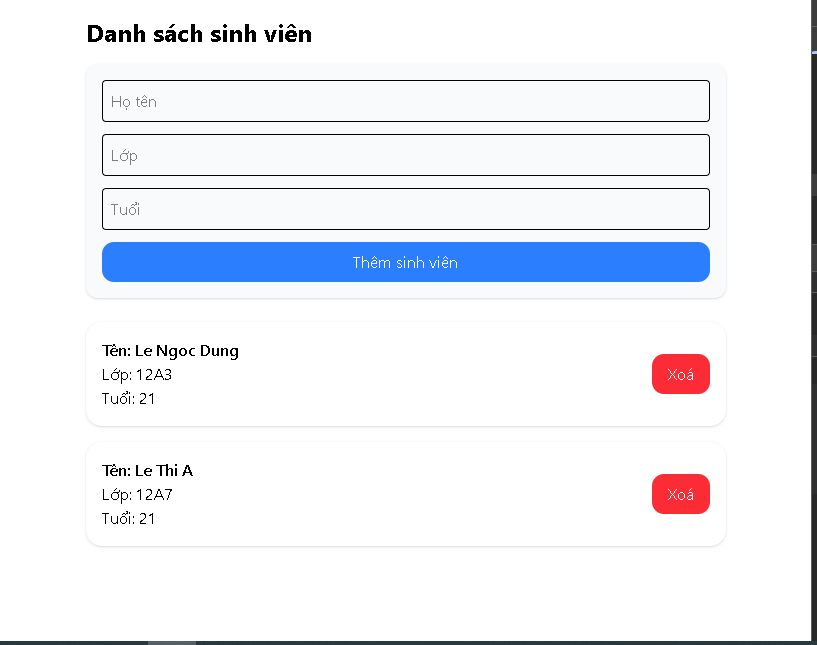 Danh sách sinh viên
Họ tên
Lớp
Tuổi
Thêm sinh viên
Tên: Le Ngoc Dung
Lớp: 12A3
Tuổi: 21
Xoá
Tên: Le Thi A
Lớp: 12A7
Tuổi: 21
Xoá